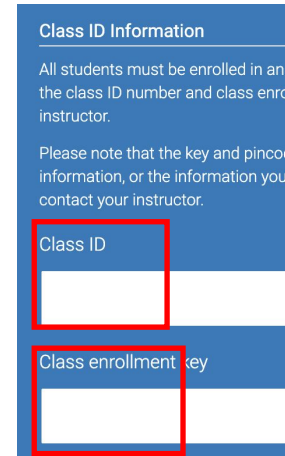 Class ID Information
All students must be enrolled in an
the class ID number and class enro
instructor.
Please note that the key and pinco
information, or the information you
contact your instructor.
Class ID
Class enrollment key